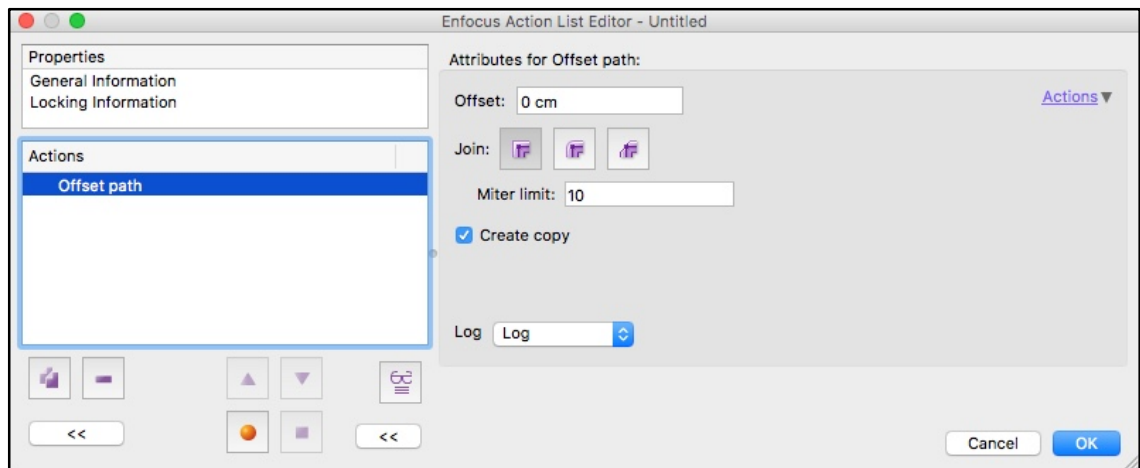 Enfocus Action List Editor - Untitled
Properties
General Information
Locking Information
Actions
Offset path
<<
<<
Attributes for Offset path:
Offset: 0 cm
Actions▼
Join:
Miter limit: 10
Create copy
Log Log
Cancel OK